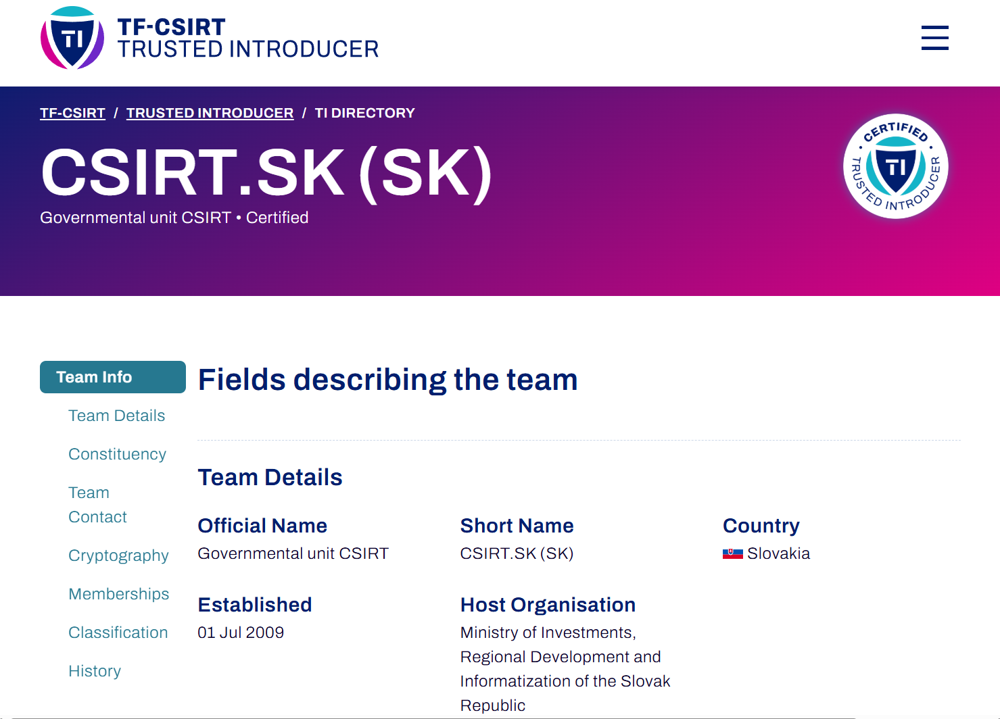 TI
TF-CSIRT
TRUSTED INTRODUCER
TF-CSIRT / TRUSTED INTRODUCER / TI DIRECTORY
CSIRT.SK (SK)
Governmental unit CSIRT • Certified
• CERTIFIED •
TI
TRUSTED INTRODUCER
Team Info
Team Details
Constituency
Team
Contact
Cryptography
Memberships
Classification
History
Fields describing the team
Team Details
Official Name
Governmental unit CSIRT
Short Name
CSIRT.SK (SK)
Country
Slovakia
Established
01 Jul 2009
Host Organisation
Ministry of Investments,
Regional Development and
Informatization of the Slovak
Republic